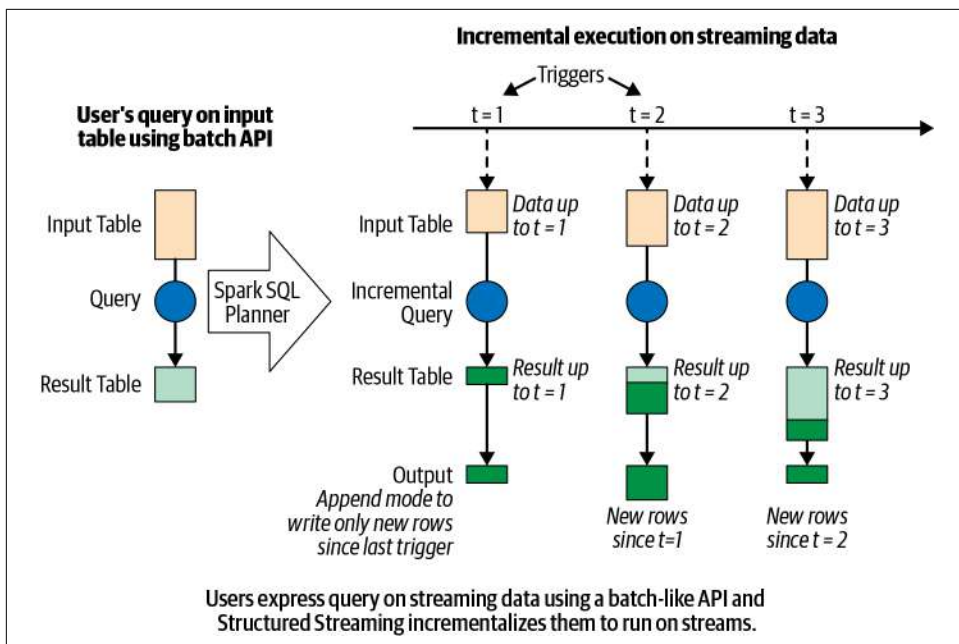 Incremental execution on streaming data
Triggers
User's query on input
table using batch API
t = 1
t = 2
t = 3
Input Table
Query
Result Table
Spark SQL
Planner
Input Table
Data up
to t = 1
Data up
to t = 2
Data up
to t = 3
Incremental
Query
Result Table
Result up
to t = 1
Result up
to t = 2
Result up
to t = 3
Output
Append mode to
write only new rows
since last trigger
New rows
since t=1
New rows
since t = 2
Users express query on streaming data using a batch-like API and
Structured Streaming incrementalizes them to run on streams.